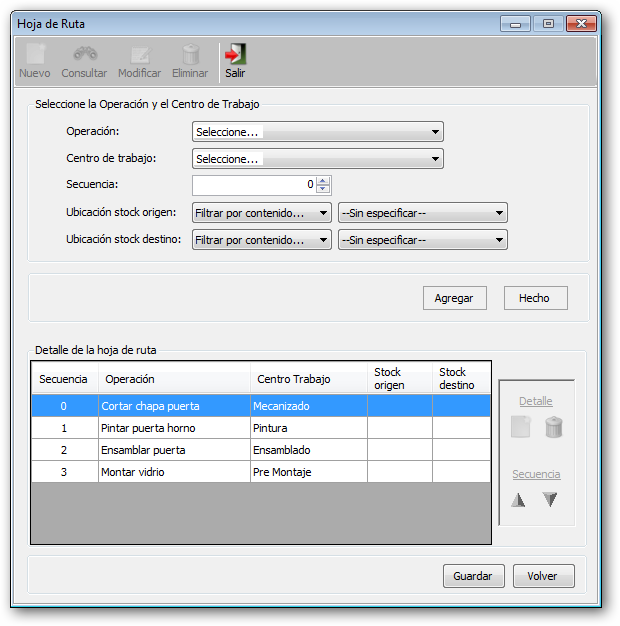 Hoja de Ruta
Nuevo Consultar Modificar Eliminar Salir
Seleccione la Operación y el Centro de Trabajo
Operación: Seleccione...
Centro de trabajo: Seleccione...
Secuencia: 0
Ubicación stock origen: Filtrar por contenido... --Sin especificar--
Ubicación stock destino: Filtrar por contenido... --Sin especificar--
Agregar Hecho
Detalle de la hoja de ruta
Secuencia Operación Centro Trabajo Stock origen Stock destino
0 Cortar chapa puerta Mecanizado
1 Pintar puerta horno Pintura
2 Ensamblar puerta Ensamblado
3 Montar vidrio Pre Montaje
Detalle
Secuencia
Guardar Volver